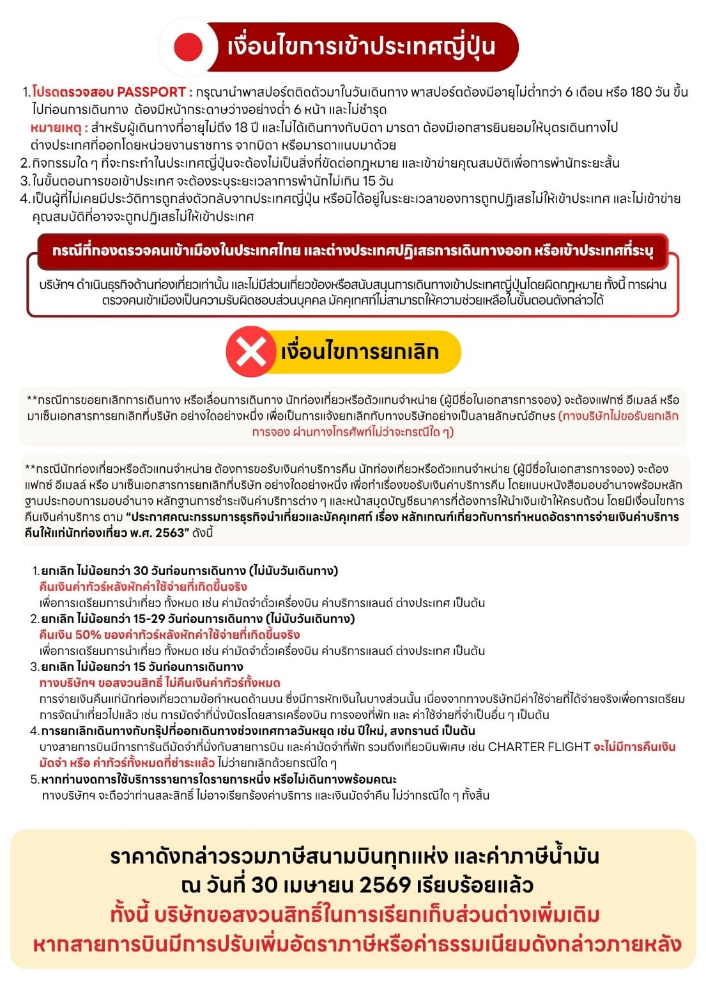 เงื่อนไขการเข้าประเทศญี่ปุ่น
1. โปรดตรวจสอบ PASSPORT : กรุณานำพาสปอร์ตติดตัวมาในวันเดินทาง พาสปอร์ตต้องมีอายุไม่ต่ำกว่า 6 เดือน หรือ 180 วัน ขึ้น
ไปก่อนการเดินทาง ต้องมีหน้ากระดาษว่างอย่างต่ำ 6 หน้า และไม่ชำรุด
หมายเหตุ : สำหรับผู้เดินทางที่อายุไม่ถึง 18 ปี และไม่ได้เดินทางกับบิดา มารดา ต้องมีเอกสารยินยอมให้บุตรเดินทางไป
ต่างประเทศที่ออกโดยหน่วยงานราชการ จากบิดา หรือมารดาแนบมาด้วย
2. กิจกรรมใด ๆ ที่จะกระทำในประเทศญี่ปุ่นจะต้องไม่เป็นสิ่งที่ขัดต่อกฎหมาย และเข้าข่ายคุณสมบัติเพื่อการพำนักระยะสั้น
3. ในขั้นตอนการขอเข้าประเทศ จะต้องระบุระยะเวลาการพำนักไม่เกิน 15 วัน
4. เป็นผู้ที่ไม่เคยมีประวัติการถูกส่งตัวกลับจากประเทศญี่ปุ่น หรือมิได้อยู่ในระยะเวลาของการถูกปฏิเสธไม่ให้เข้าประเทศ และไม่เข้าข่าย
คุณสมบัติที่อาจจะถูกปฏิเสธไม่ให้เข้าประเทศ
กรณีที่กองตรวจคนเข้าเมืองในประเทศไทย และต่างประเทศปฏิเสธการเดินทางออก หรือเข้าประเทศที่ระบุ
บริษัทฯ ดำเนินธุรกิจด้านท่องเที่ยวเท่านั้น และไม่มีส่วนเกี่ยวข้องหรือสนับสนุนการเดินทางเข้าประเทศญี่ปุ่นโดยผิดกฎหมาย ทั้งนี้ การผ่าน
ตรวจคนเข้าเมืองเป็นความรับผิดชอบส่วนบุคคล มัคคุเทศก์ไม่สามารถให้ความช่วยเหลือในขั้นตอนดังกล่าวได้
เงื่อนไขการยกเลิก
**กรณีการขอยกเลิกการเดินทาง หรือเลื่อนการเดินทาง นักท่องเที่ยวหรือตัวแทนจำหน่าย (ผู้มีชื่อในเอกสารการจอง) จะต้องแฟกซ์ อีเมลล์ หรือ
มาเซ็นเอกสารการยกเลิกที่บริษัท อย่างใดอย่างหนึ่ง เพื่อเป็นการแจ้งยกเลิกกับทางบริษัทอย่างเป็นลายลักษณ์อักษร (ทางบริษัทไม่ขอรับยกเลิก
การจอง ผ่านทางโทรศัพท์ไม่ว่าจะกรณีใด ๆ)
**กรณีนักท่องเที่ยวหรือตัวแทนจำหน่าย ต้องการขอรับเงินค่าบริการคืน นักท่องเที่ยวหรือตัวแทนจำหน่าย (ผู้มีชื่อในเอกสารการจอง) จะต้อง
แฟกซ์ อีเมลล์ หรือ มาเซ็นเอกสารการยกเลิกที่บริษัท อย่างใดอย่างหนึ่ง เพื่อทำเรื่องขอรับเงินค่าบริการคืน โดยแนบหนังสือมอบอำนาจพร้อมหลัก
ฐานประกอบการมอบอำนาจ หลักฐานการชำระเงินค่าบริการต่าง ๆ และหน้าสมุดบัญชีธนาคารที่ต้องการให้นำเงินเข้าให้ครบถ้วน โดยมีเงื่อนไขการ
คืนเงินค่าบริการ ตาม “ประกาศคณะกรรมการธุรกิจนำเที่ยวและมัคคุเทศก์ เรื่อง หลักเกณฑ์เกี่ยวกับการกำหนดอัตราการจ่ายเงินค่าบริการ
คืนให้แก่นักท่องเที่ยว พ.ศ. 2563” ดังนี้
1. ยกเลิก ไม่น้อยกว่า 30 วันก่อนการเดินทาง (ไม่นับวันเดินทาง)
คืนเงินค่าทัวร์หลังหักค่าใช้จ่ายที่เกิดขึ้นจริง
เพื่อการเตรียมการนำเที่ยว ทั้งหมด เช่น ค่ามัดจำตั๋วเครื่องบิน ค่าบริการแลนด์ ต่างประเทศ เป็นต้น
2. ยกเลิก ไม่น้อยกว่า 15-29 วันก่อนการเดินทาง (ไม่นับวันเดินทาง)
คืนเงิน 50% ของค่าทัวร์หลังหักค่าใช้จ่ายที่เกิดขึ้นจริง
เพื่อการเตรียมการนำเที่ยว ทั้งหมด เช่น ค่ามัดจำตั๋วเครื่องบิน ค่าบริการแลนด์ ต่างประเทศ เป็นต้น
3. ยกเลิก ไม่น้อยกว่า 15 วันก่อนการเดินทาง
ทางบริษัทฯ ขอสงวนสิทธิ์ ไม่คืนเงินค่าทัวร์ทั้งหมด
การจ่ายเงินคืนแก่นักท่องเที่ยวตามข้อกำหนดด้านบน ซึ่งมีการหักเงินในบางส่วนนั้น เนื่องจากทางบริษัทมีค่าใช้จ่ายที่ได้จ่ายจริงเพื่อการเตรียม
การจัดนำเที่ยวไปแล้ว เช่น การมัดจำที่นั่งบัตรโดยสารเครื่องบิน การจองที่พัก และ ค่าใช้จ่ายที่จำเป็นอื่น ๆ เป็นต้น
4. การยกเลิกเดินทางกับกรุ๊ปที่ออกเดินทางช่วงเทศกาลวันหยุด เช่น ปีใหม่, สงกรานต์ เป็นต้น
บางสายการบินมีการการันตีมัดจำที่นั่งกับสายการบิน และค่ามัดจำที่พัก รวมถึงเที่ยวบินพิเศษ เช่น CHARTER FLIGHT จะไม่มีการคืนเงิน
มัดจำ หรือ ค่าทัวร์ทั้งหมดที่ชำระแล้ว ไม่ว่ายกเลิกด้วยกรณีใด ๆ
5. หากท่านงดการใช้บริการรายการใดรายการหนึ่ง หรือไม่เดินทางพร้อมคณะ
ทางบริษัทฯ จะถือว่าท่านสละสิทธิ์ ไม่อาจเรียกร้องค่าบริการ และเงินมัดจำคืน ไม่ว่ากรณีใด ๆ ทั้งสิ้น
ราคาดังกล่าวรวมภาษีสนามบินทุกแห่ง และค่าภาษีน้ำมัน
ณ วันที่ 30 เมษายน 2569 เรียบร้อยแล้ว
ทั้งนี้ บริษัทขอสงวนสิทธิ์ในการเรียกเก็บส่วนต่างเพิ่มเติม
หากสายการบินมีการปรับเพิ่มอัตราภาษีหรือค่าธรรมเนียมดังกล่าวภายหลัง